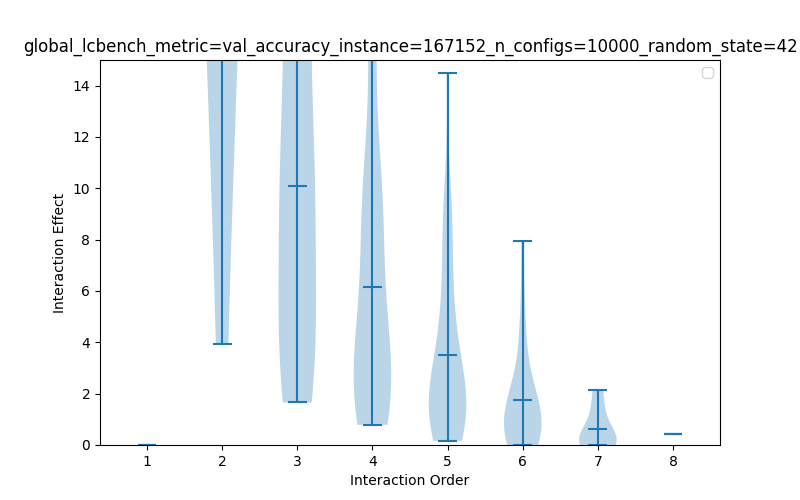 global_lcbench_metric=val_accuracy_instance=167152_n_configs=10000_random_state=42
14
12
10
8
6
4
2
0
Interaction Effect
1 2 3 4 5 6 7 8
Interaction Order